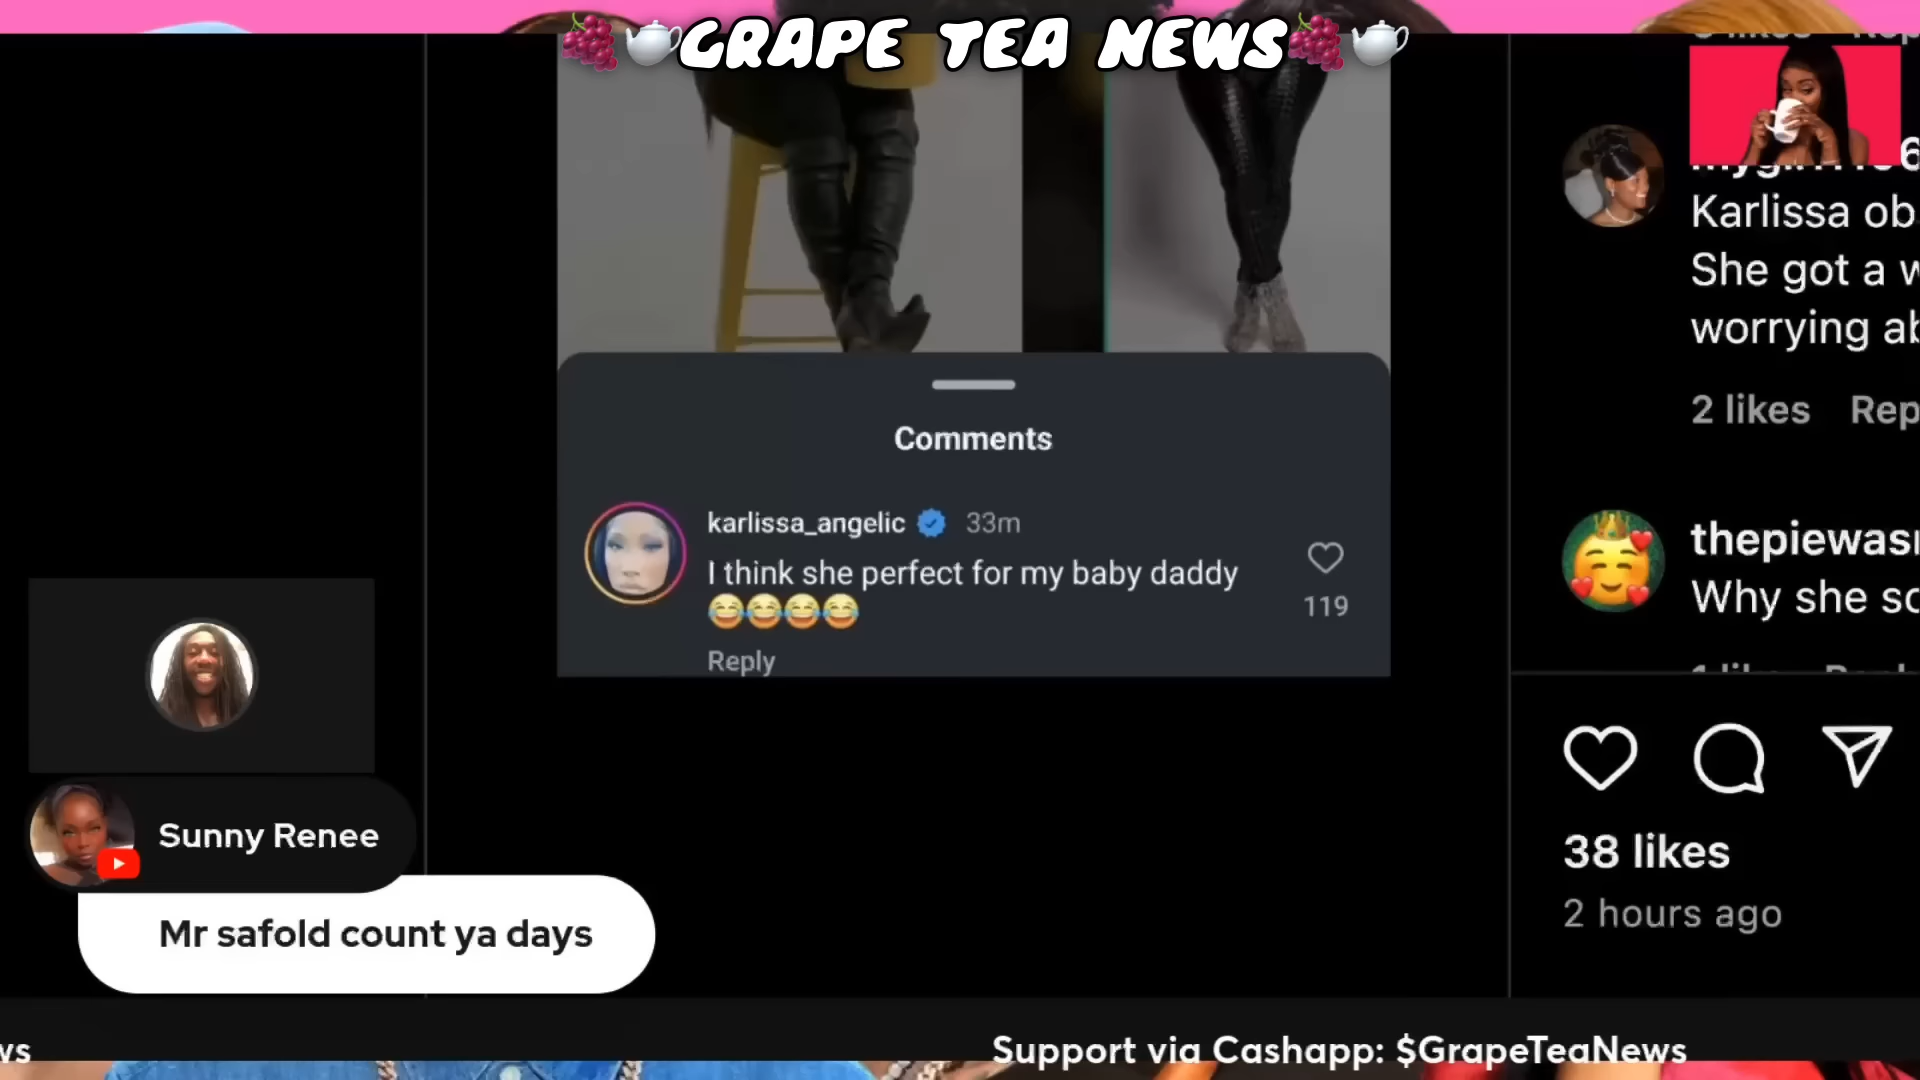 GRAPE TEA NEWS
Karlissa ob
She got a w
worrying ab
2 likes Rep
Comments
karlissa_angelic 33m
I think she perfect for my baby daddy
😂😂😂😂
119
Reply
thepiewas
Why she so
Sunny Renee
Mr safold count ya days
38 likes
2 hours ago
Support via Cashapp: $GrapeTeaNews